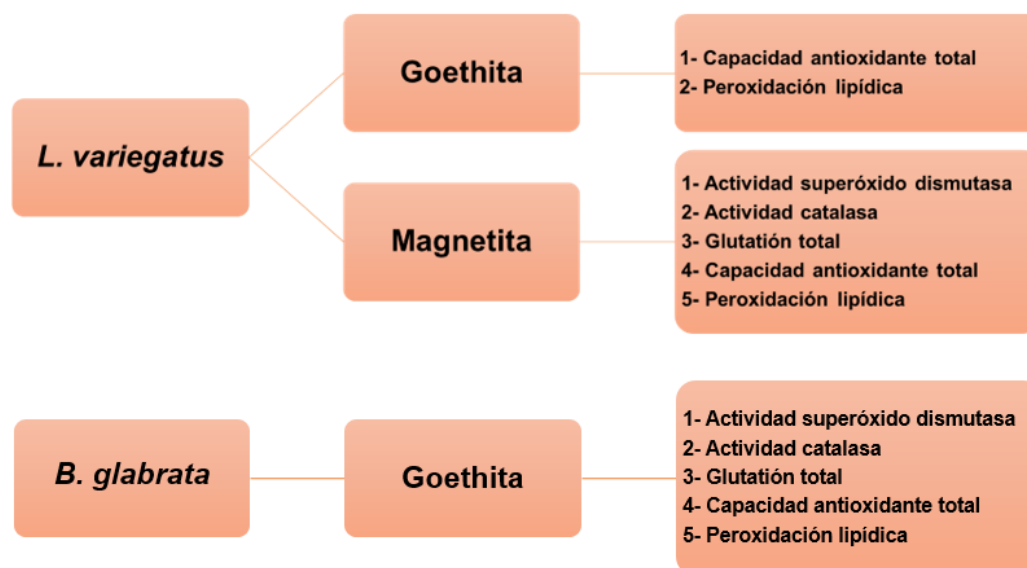 L. variegatus
Goethita
1- Capacidad antioxidante total
2- Peroxidación lipídica
Magnetita
1- Actividad superóxido dismutasa
2- Actividad catalasa
3- Glutatión total
4- Capacidad antioxidante total
5- Peroxidación lipídica
B. glabrata
Goethita
1- Actividad superóxido dismutasa
2- Actividad catalasa
3- Glutatión total
4- Capacidad antioxidante total
5- Peroxidación lipídica